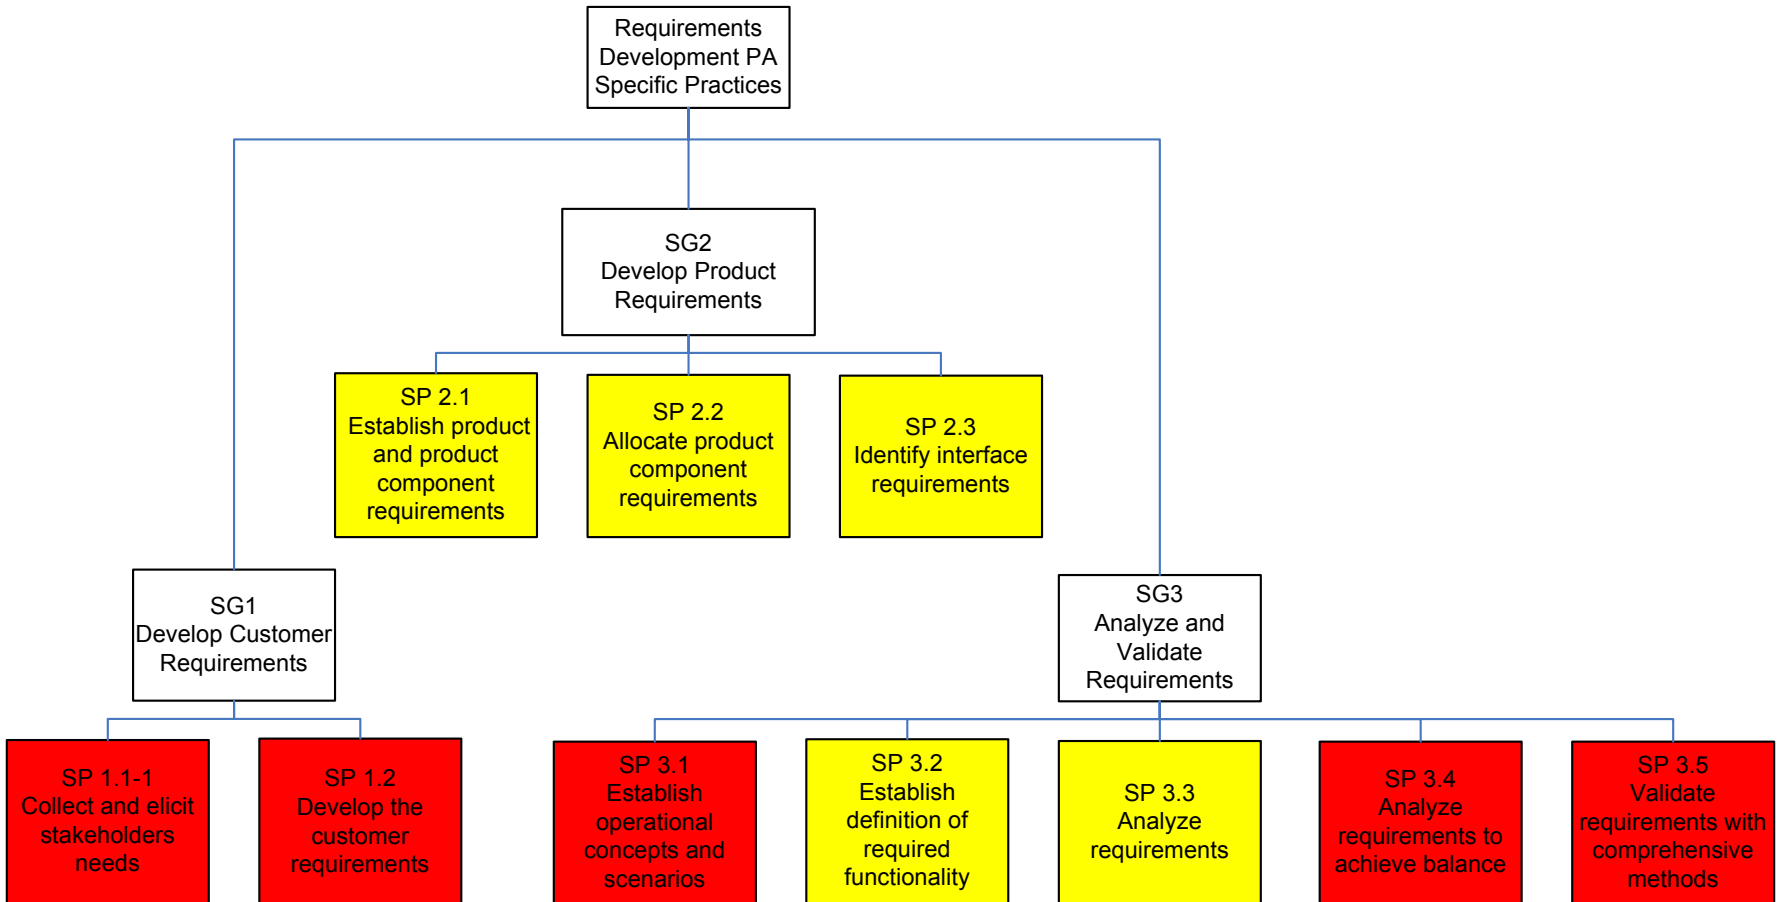 Requirements
Development PA
Specific Practices
SG2
Develop Product
Requirements
SP 2.1
Establish product
and product
component
requirements
SP 2.2
Allocate product
component
requirements
SP 2.3
Identify interface
requirements
SG1
Develop Customer
Requirements
SG3
Analyze and
Validate
Requirements
SP 1.1-1
Collect and elicit
stakeholders
needs
SP 1.2
Develop the
customer
requirements
SP 3.1
Establish
operational
concepts and
scenarios
SP 3.2
Establish
definition of
required
functionality
SP 3.3
Analyze
requirements
SP 3.4
Analyze
requirements to
achieve balance
SP 3.5
Validate
requirements with
comprehensive
methods